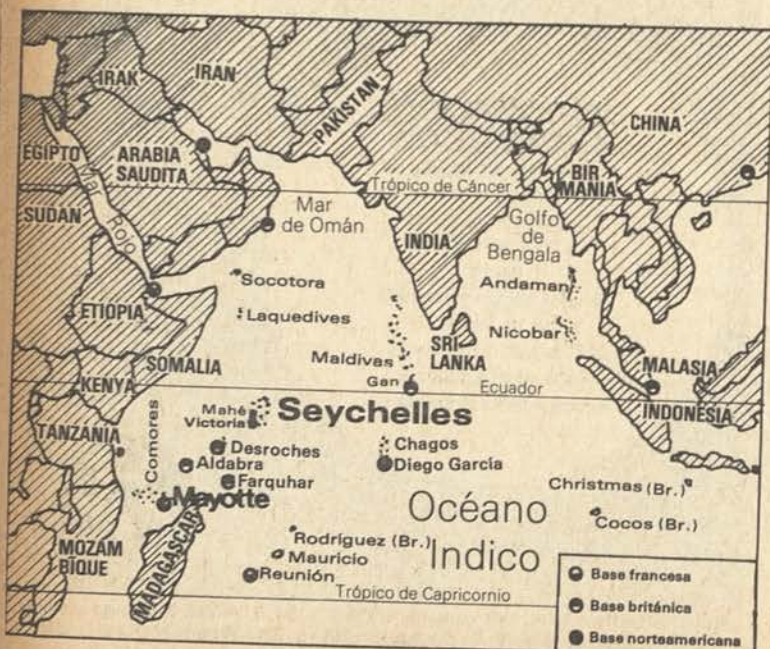 IRAK
IRAN
PAKISTAN
CHINA
EGIPTO
ARABIA
SAUDITA
Mar Rojo
SUDAN
Mar
de Omán
Trópico de Cáncer
INDIA
BIR
MANIA
Golfo
de
Bengala
Andaman
Nicobar
Socotora
Laquedives
ETIOPIA
SOMALIA
Maldivas
Gan
SRI
LANKA
MALASIA
INDONESIA
KENYA
Ecuador
TANZANIA
Comores
Mahé
Victoria
Seychelles
Desroches
Aldabra
Farquhar
Mayotte
Chagos
Diego García
Christmas (Br.)
Cocos (Br.)
Océano
Indico
MOZAM
BIQUE
MADAGASCAR
Rodríguez (Br.)
Mauricio
Reunión
Trópico de Capricornio
Base francesa
Base británica
Base norteamericana